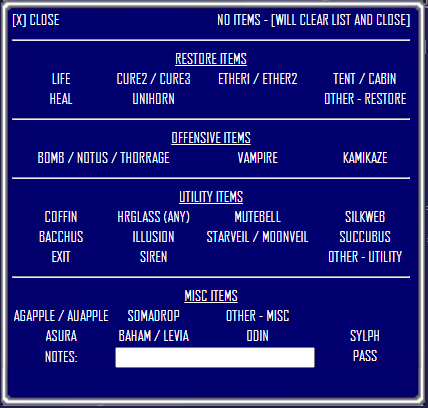 [X] CLOSE NO ITEMS - [WILL CLEAR LIST AND CLOSE]
RESTORE ITEMS
LIFE CURE2 / CURE3 ETHER1 / ETHER2 TENT / CABIN
HEAL UNIHORN OTHER - RESTORE
OFFENSIVE ITEMS
BOMB / NOTUS / THORRAGE VAMPIRE KAMIKAZE
UTILITY ITEMS
COFFIN HRGLASS (ANY) MUTEBELL SILKWEB
BACCHUS ILLUSION STARVEIL / MOONVEIL SUCCUBUS
EXIT SIREN OTHER - UTILITY
MISC ITEMS
AGAPPLE / AUAPPLE SOMADROP OTHER - MISC
ASURA BAHAM / LEVIA ODIN SYLPH
NOTES: PASS